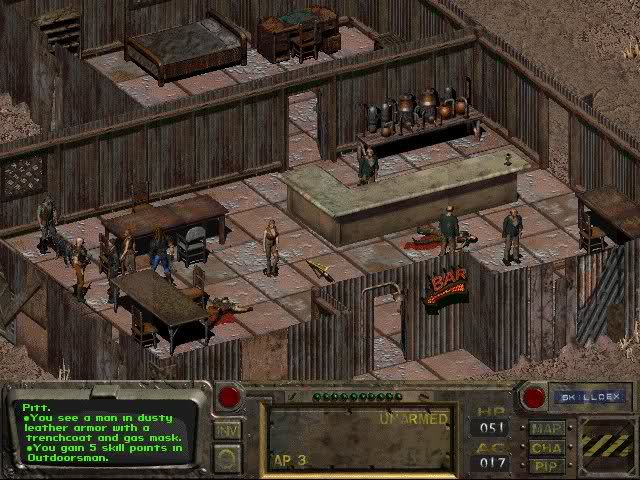 BAR
Pitt.
●You see a man in dusty
leather armor with a
trenchcoat and gas mask.
●You gain 5 skill points in
Outdoorsman.
INV
UNARMED
AP 3
HP
051
AC
017
SKILLDEX
MAP
CHA
PIP